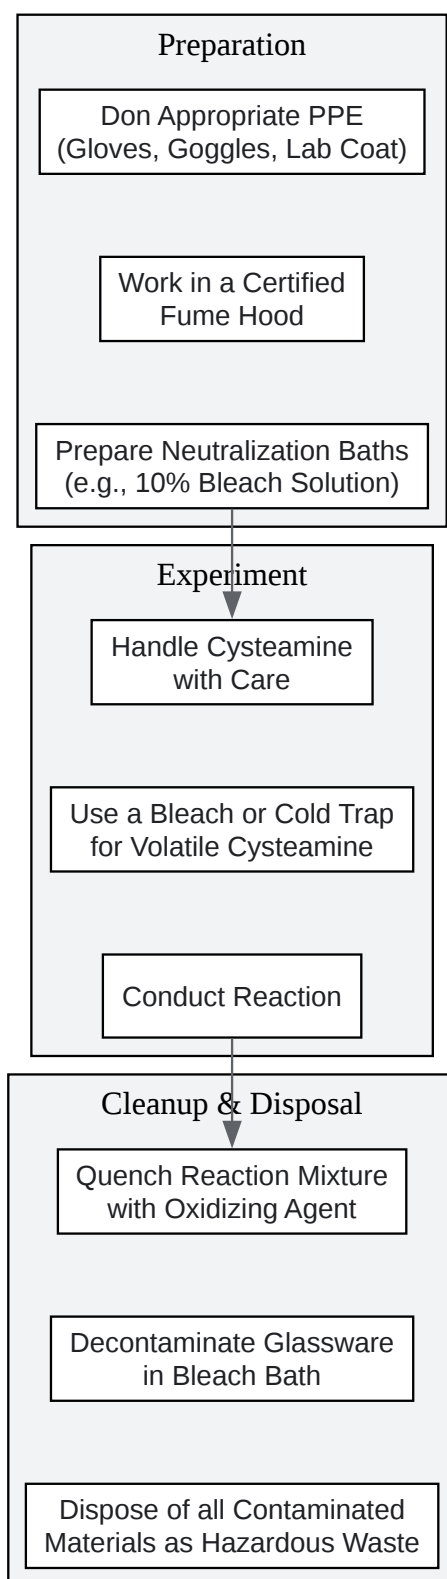 Preparation
Don Appropriate PPE
(Gloves, Goggles, Lab Coat)
Work in a Certified
Fume Hood
Prepare Neutralization Baths
(e.g., 10% Bleach Solution)
Experiment
Handle Cysteamine
with Care
Use a Bleach or Cold Trap
for Volatile Cysteamine
Conduct Reaction
Cleanup & Disposal
Quench Reaction Mixture
with Oxidizing Agent
Decontaminate Glassware
in Bleach Bath
Dispose of all Contaminated
Materials as Hazardous Waste